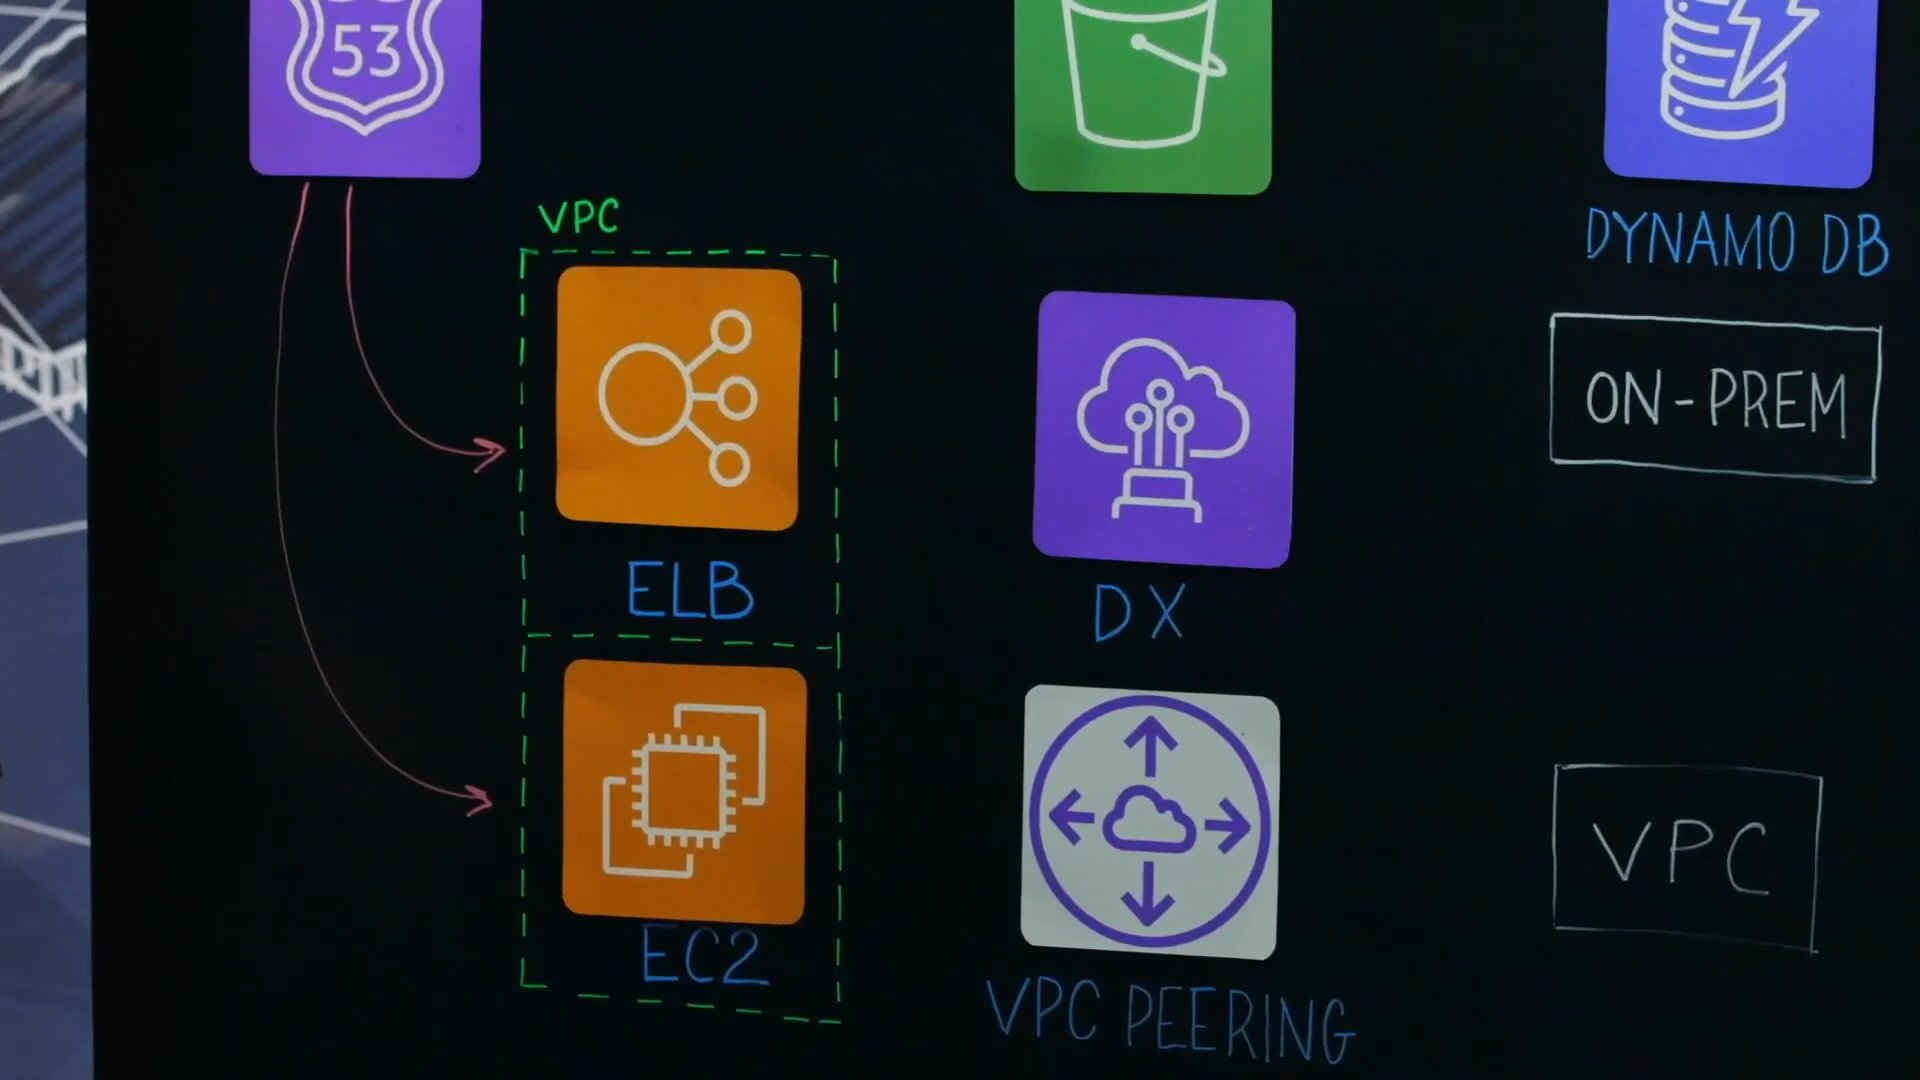 53
VPC
DYNAMO DB
ON-PREM
ELB
DX
VPC
EC2
VPC PEERING